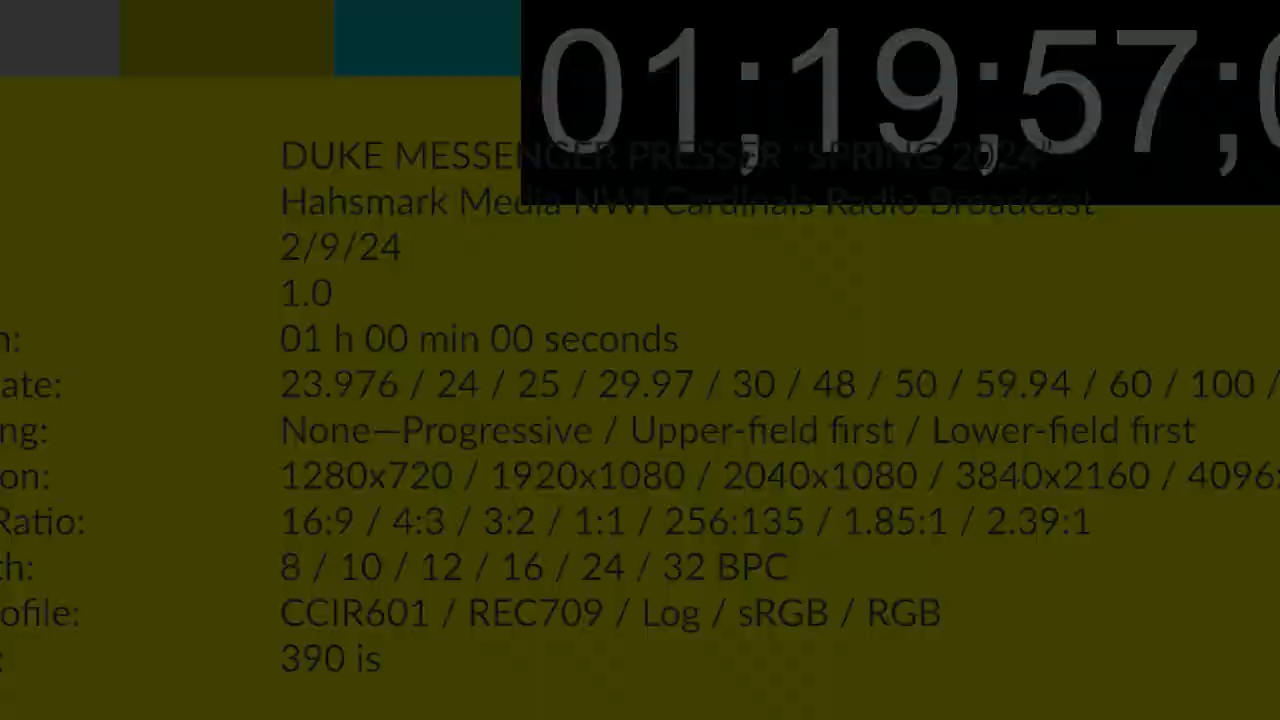 01;19;57;0
DUKE MESSENGER PRESSER "SPRING 2024"
Hahsmark Media NWI Cardinals Radio Broadcast
2/9/24
1.0
n: 01 h 00 min 00 seconds
ate: 23.976 / 24 / 25 / 29.97 / 30 / 48 / 50 / 59.94 / 60 / 100 /
ng: None—Progressive / Upper-field first / Lower-field first
on: 1280x720 / 1920x1080 / 2040x1080 / 3840x2160 / 4096
Ratio: 16:9 / 4:3 / 3:2 / 1:1 / 256:135 / 1.85:1 / 2.39:1
th: 8 / 10 / 12 / 16 / 24 / 32 BPC
ofile: CCIR601 / REC709 / Log / sRGB / RGB
: 390 is